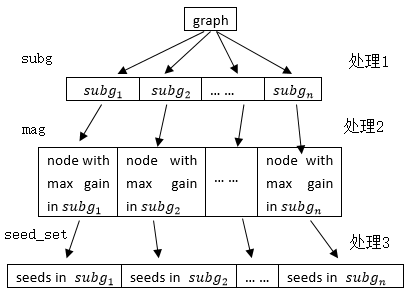 graph
subg 处理1
subg₁ subg₂ …… subgₙ
mag 处理2
node with node with node with
max gain max gain …… max gain
in subg₁ in subg₂ in subgₙ
seed_set 处理3
seeds in subg₁ seeds in subg₂ …… seeds in subgₙ